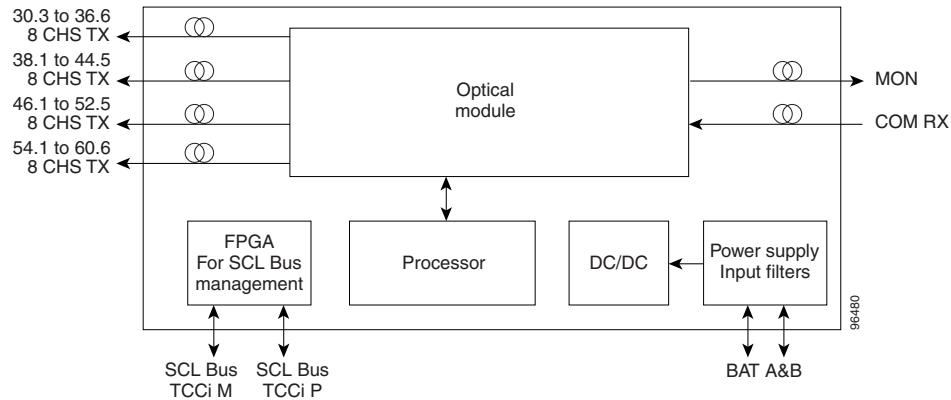 30.3 to 36.6
8 CHS TX
38.1 to 44.5
8 CHS TX
46.1 to 52.5
8 CHS TX
54.1 to 60.6
8 CHS TX
Optical
module
MON
COM RX
FPGA
For SCL Bus
management
Processor
DC/DC
Power supply
Input filters
96480
SCL Bus
TCCi M
SCL Bus
TCCi P
BAT A&B